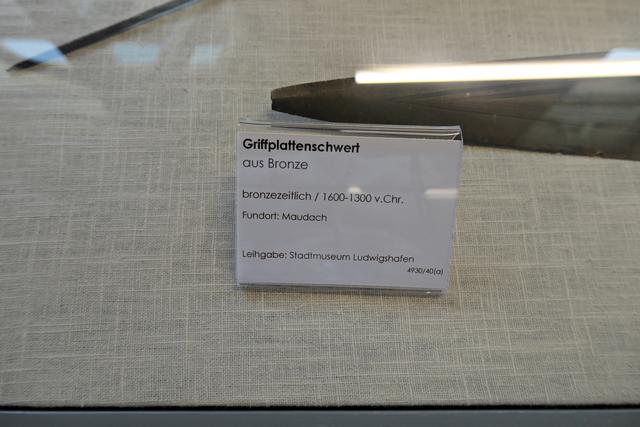 Griffplattenschwert
aus Bronze
bronzezeitlich / 1600-1300 v.Chr.
Fundort: Maudach
Leihgabe: Stadtmuseum Ludwigshafen
4930/40(a)